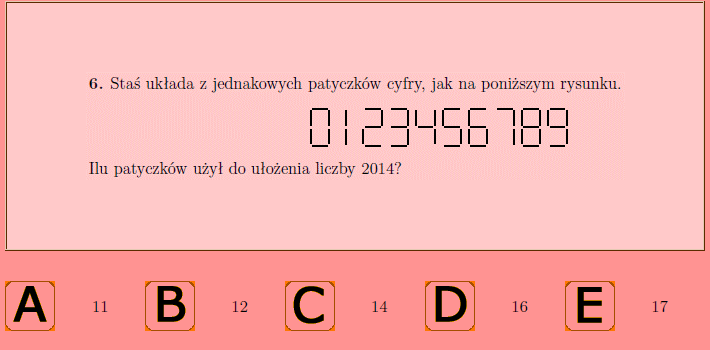 6. Staś układa z jednakowych patyczków cyfry, jak na poniższym rysunku.
0123456789
Ilu patyczków użył do ułożenia liczby 2014?
A 11 B 12 C 14 D 16 E 17